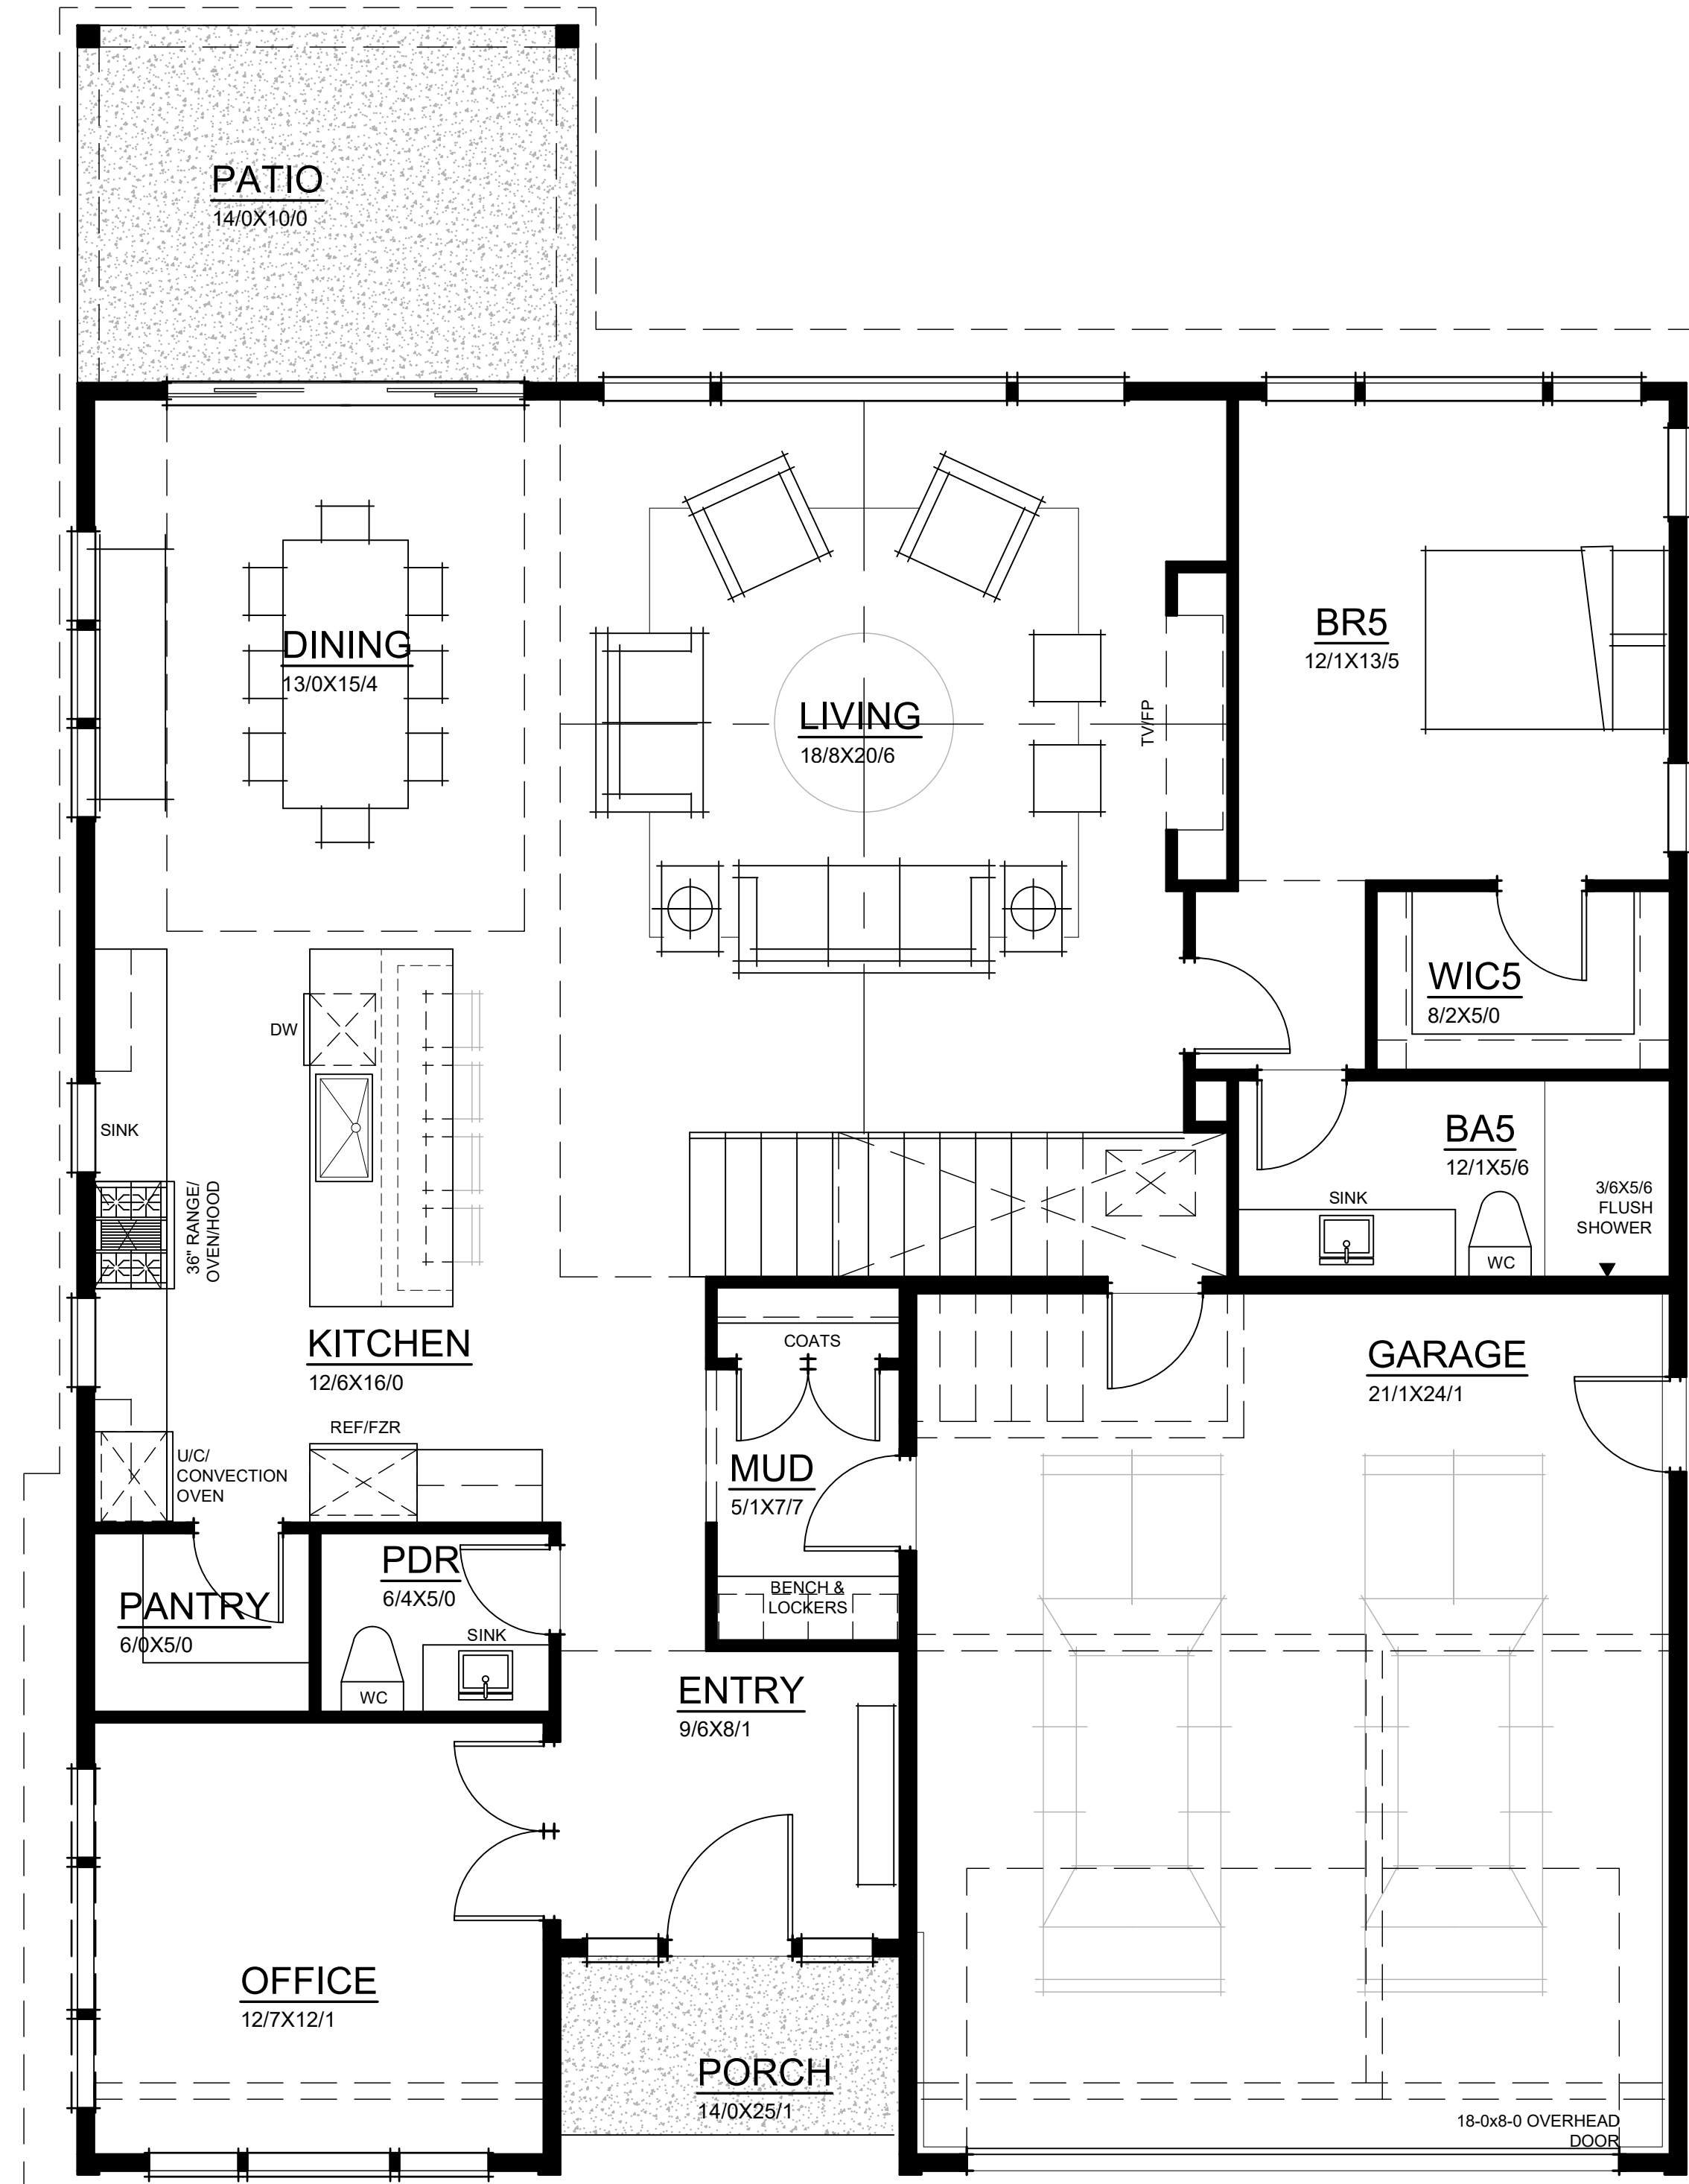 PATIO
14/0X10/0
DINING
13/0X15/4
LIVING
18/8X20/6
TV/FP
BR5
12/1X13/5
WIC5
8/2X5/0
DW
SINK
36" RANGE/
OVEN/HOOD
BA5
12/1X5/6
SINK
WC
3/6X5/6
FLUSH
SHOWER
KITCHEN
12/6X16/0
COATS
GARAGE
21/1X24/1
REF/FZR
U/C/
CONVECTION
OVEN
MUD
5/1X7/7
BENCH &
LOCKERS
PANTRY
6/0X5/0
PDR
6/4X5/0
SINK
WC
ENTRY
9/6X8/1
OFFICE
12/7X12/1
PORCH
14/0X25/1
18-0x8-0 OVERHEAD
DOOR